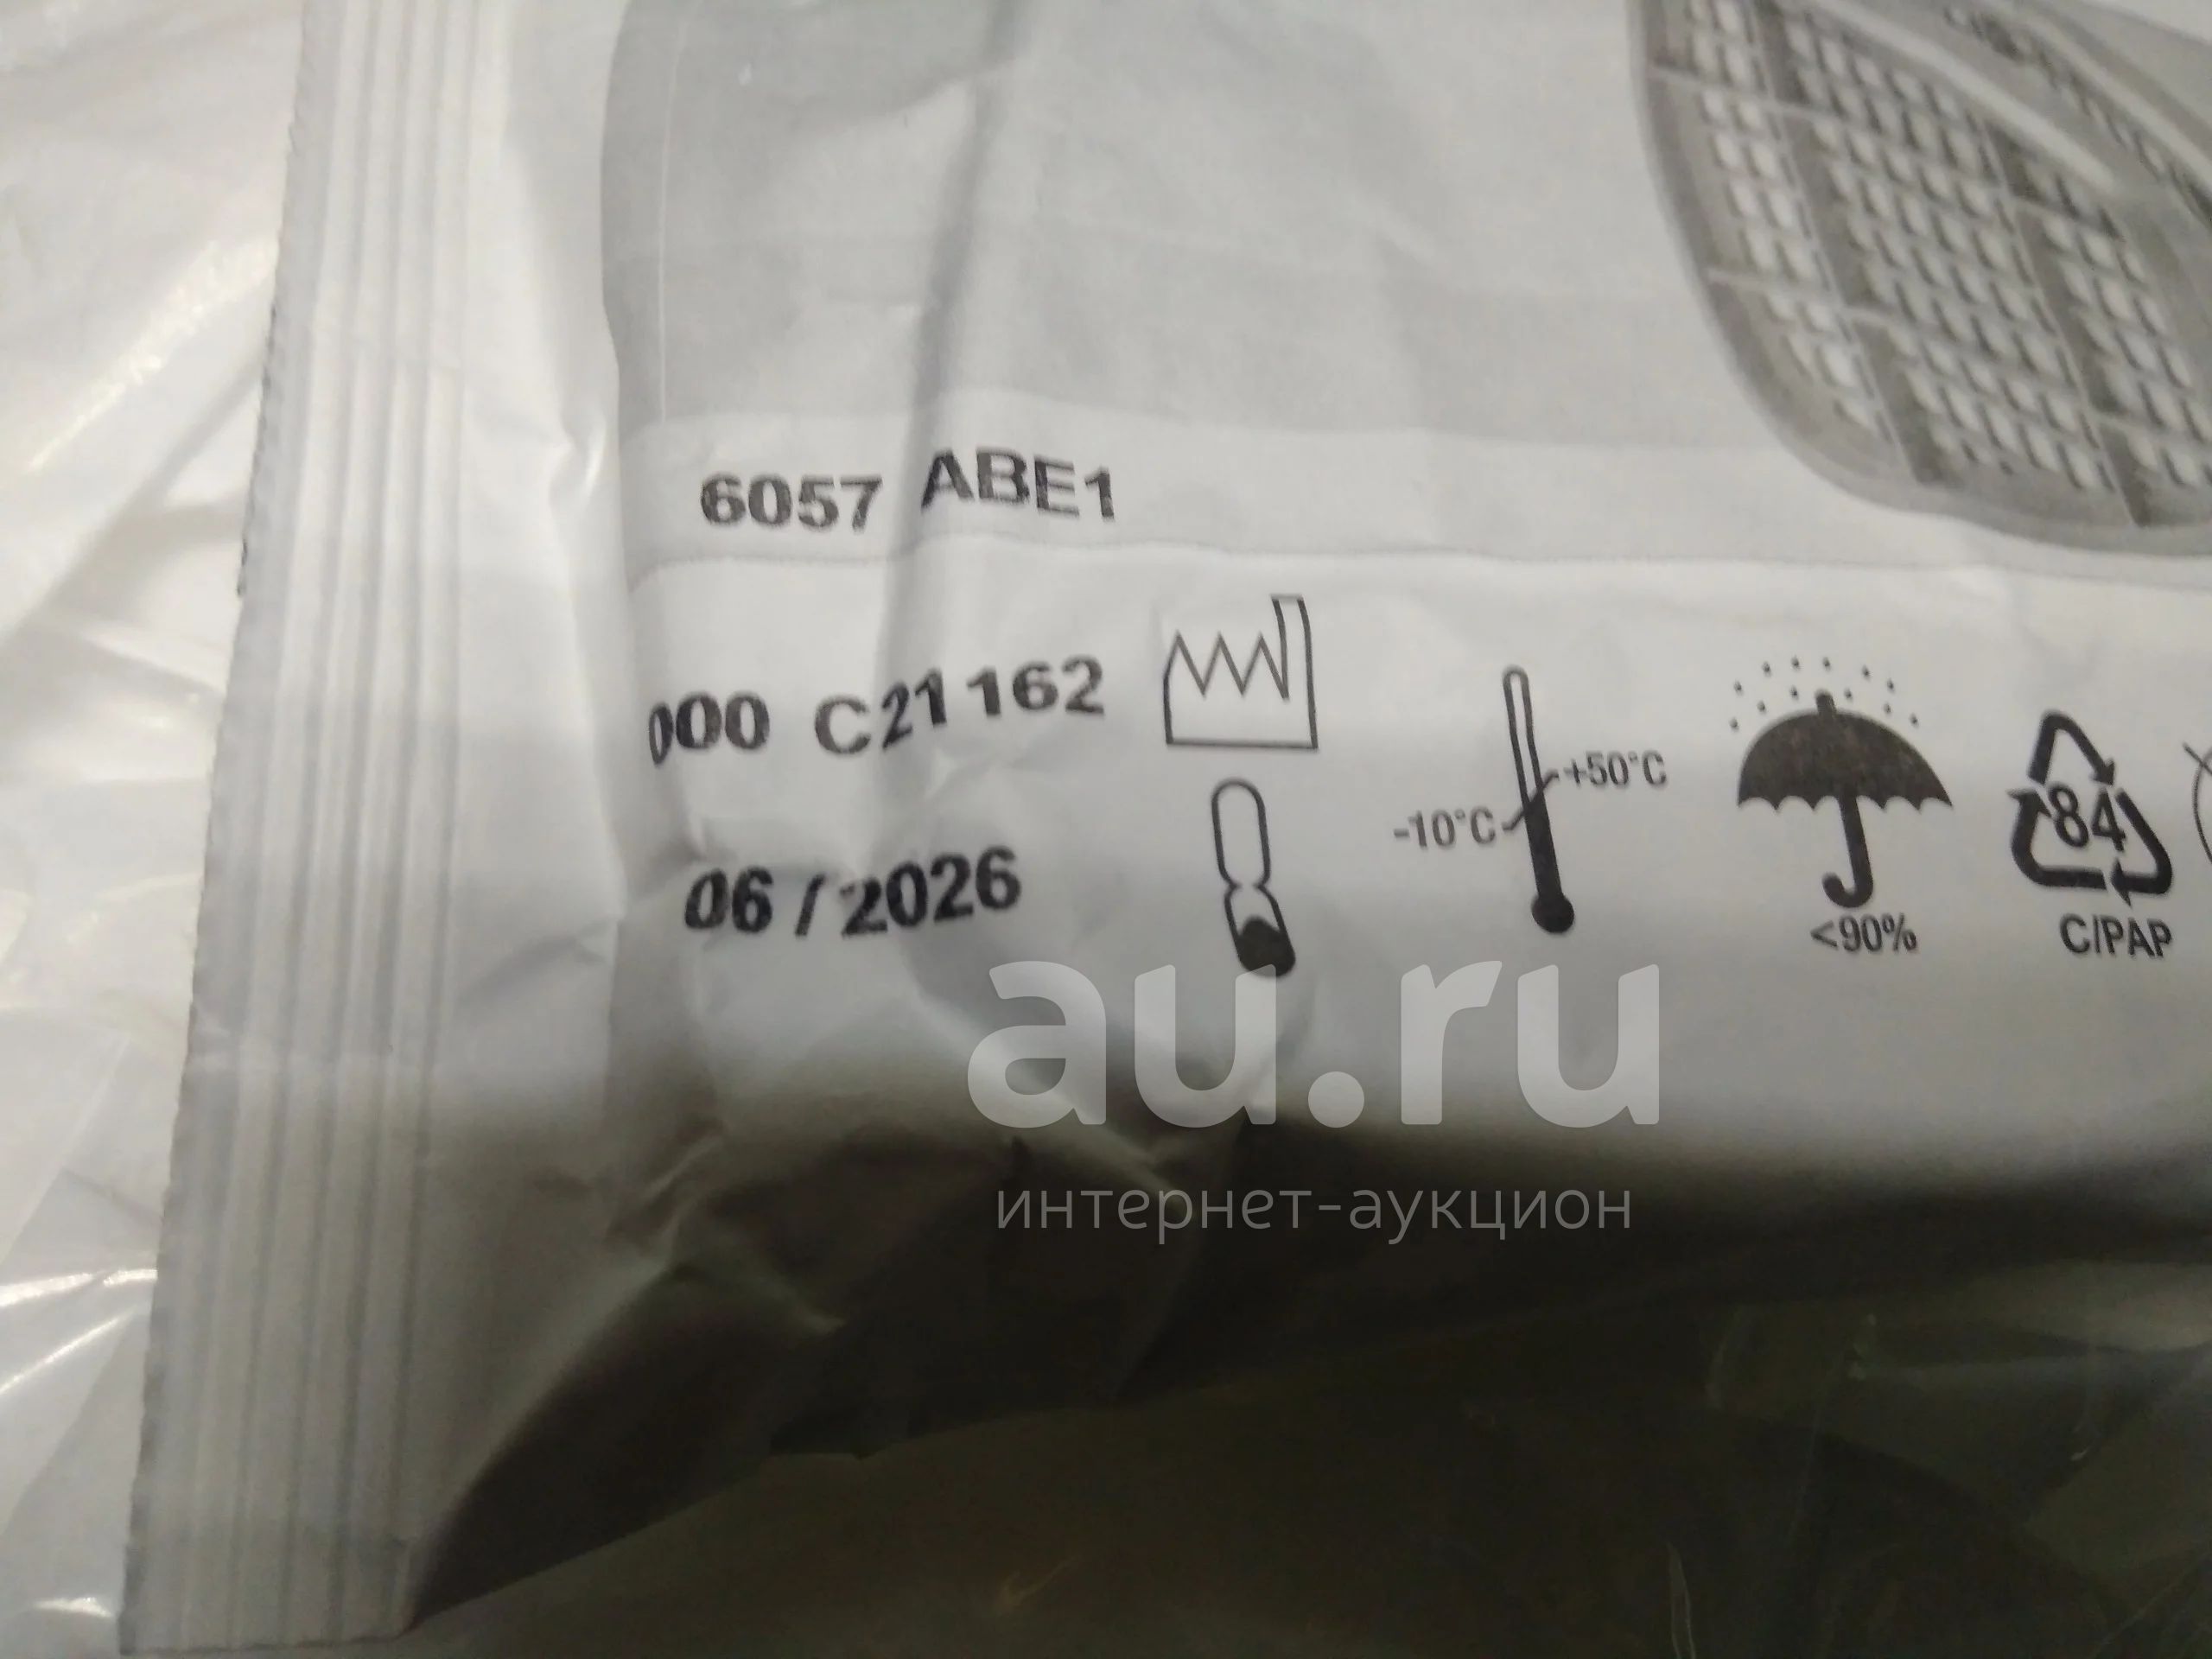 6057 ABE1
000 C21162
06 / 2026
+50°C
-10°C
<90%
84
C/PAP
au.ru
интернет-аукцион